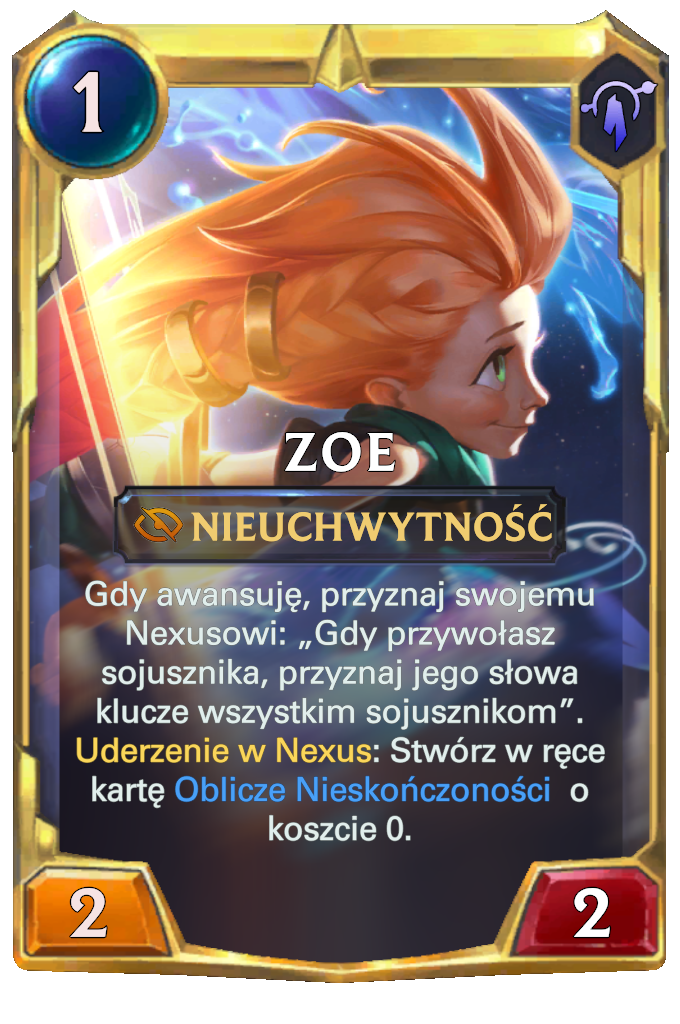 1
ZOE
NIEUCHWYTNOŚĆ
Gdy awansuję, przyznaj swojemu
Nexusowi: „Gdy przywołasz
sojusznika, przyznaj jego słowa
klucze wszystkim sojusznikom”.
Uderzenie w Nexus: Stwórz w ręce
kartę Oblicze Nieskończoności o
koszcie 0.
2
2